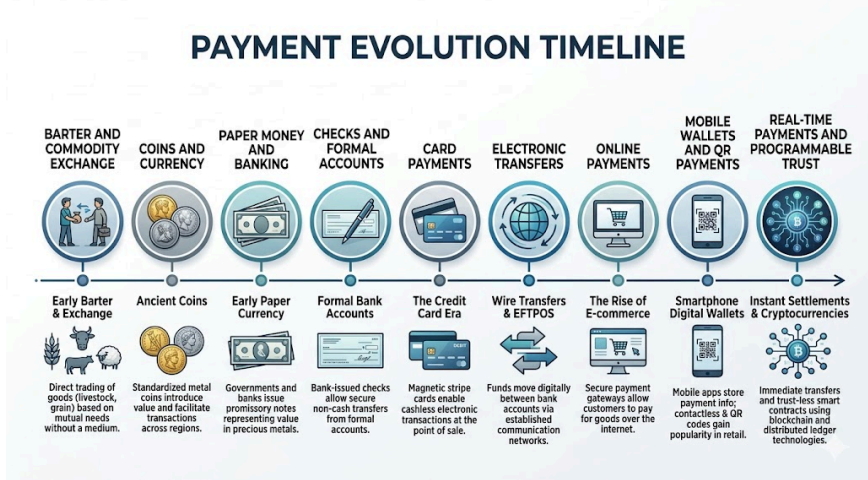 PAYMENT EVOLUTION TIMELINE
BARTER AND
COMMODITY
EXCHANGE
COINS AND
CURRENCY
PAPER MONEY
AND
BANKING
CHECKS AND
FORMAL
ACCOUNTS
CARD
PAYMENTS
ELECTRONIC
TRANSFERS
ONLINE
PAYMENTS
MOBILE
WALLETS
AND QR
PAYMENTS
REAL-TIME
PAYMENTS AND
PROGRAMMABLE
TRUST
Early Barter
& Exchange
Direct trading of
goods (livestock,
grain) based on
mutual needs
without a medium.
Ancient Coins
Standardized metal
coins introduce
value and facilitate
transactions
across regions.
Early Paper
Currency
Governments and
banks issue
promissory notes
representing value
in precious metals.
Formal Bank
Accounts
Bank-issued checks
allow secure
non-cash transfers
from formal
accounts.
The Credit
Card Era
DEBIT
Magnetic stripe
cards enable
cashless electronic
transactions at the
point of sale.
Wire Transfers
& EFTPOS
Funds move digitally
between bank
accounts via
established
communication
networks.
The Rise of
E-commerce
Secure payment
gateways allow
customers to pay
for goods over the
internet.
Smartphone
Digital Wallets
Mobile apps store
payment info;
contactless & QR
codes gain
popularity in retail.
Instant Settlements
& Cryptocurrencies
Immediate transfers
and trust-less smart
contracts using
blockchain and
distributed ledger
technologies.